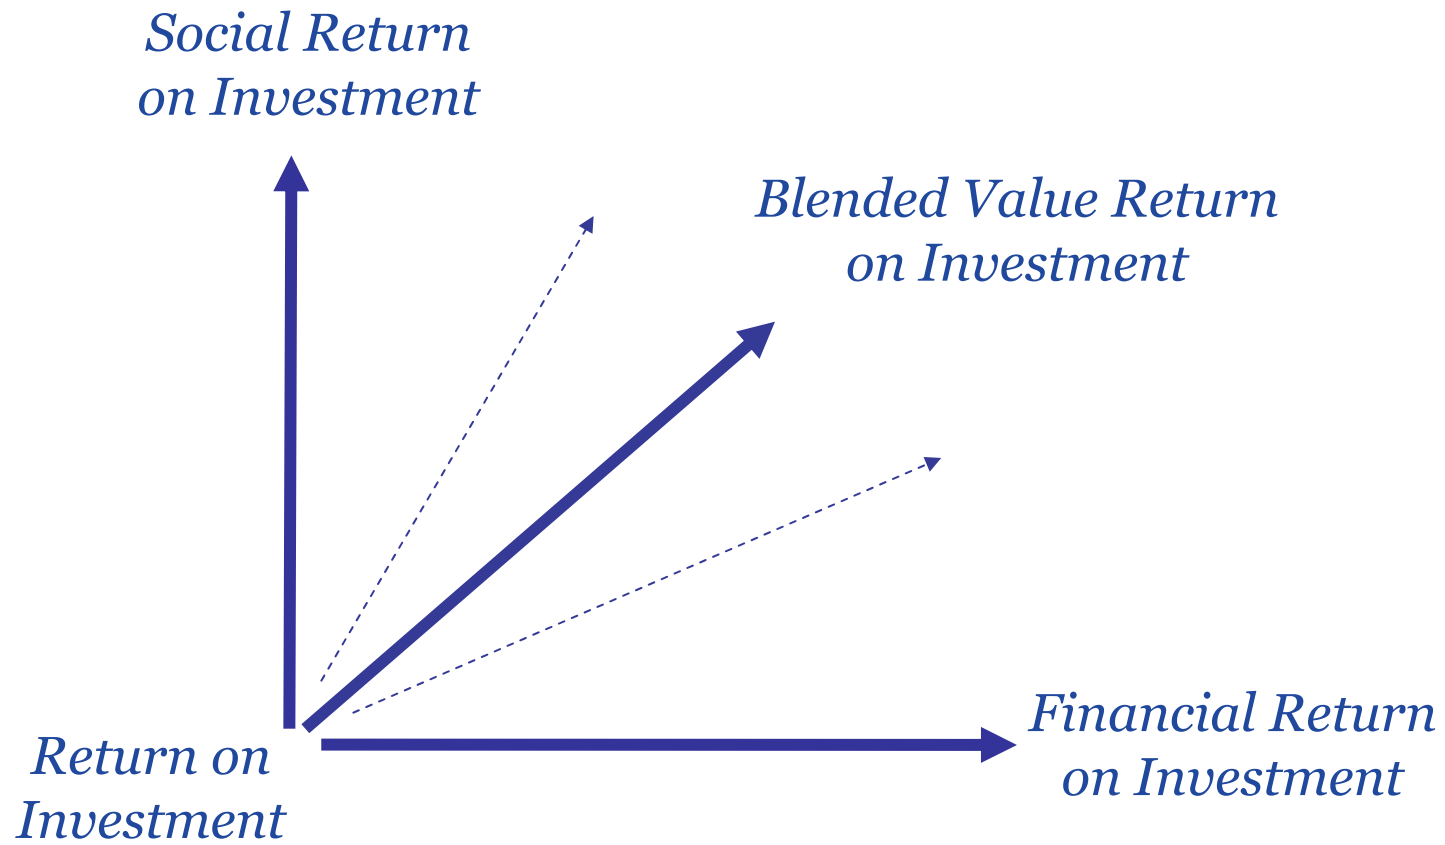 Social Return
on Investment
Blended Value Return
on Investment
Financial Return
on Investment
Return on
Investment